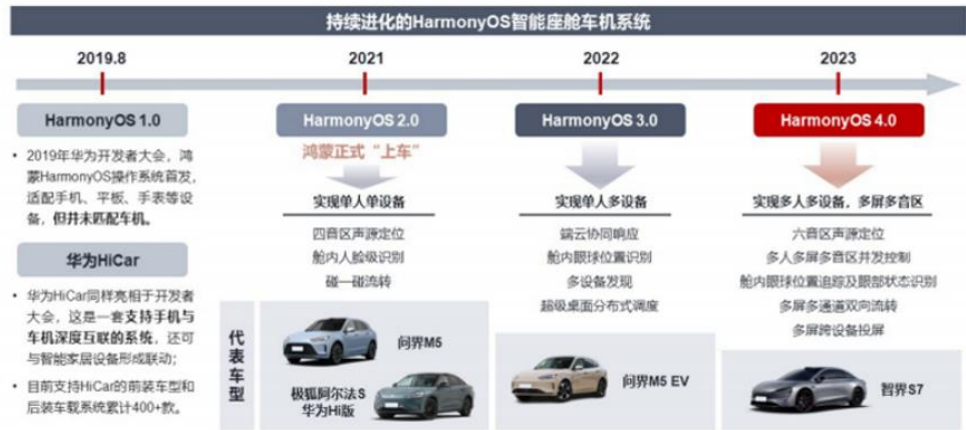 持续进化的HarmonyOS智能座舱车机系统
2019.8
2021
2022
2023
HarmonyOS 1.0
• 2019年华为开发者大会，鸿
蒙HarmonyOS操作系统首发，
适配手机、平板、手表等设
备，但并未匹配车机。
华为HiCar
• 华为HiCar同样亮相于开发者
大会，这是一套支持手机与
车机深度互联的系统，还可
与智能家居设备形成联动；
• 目前支持HiCar的前装车型和
后装车载系统累计400+款。
HarmonyOS 2.0
鸿蒙正式“上车”
实现单人单设备
四音区声源定位
舱内人脸级识别
碰一碰流转
HarmonyOS 3.0
实现单人多设备
端云协同响应
舱内眼球位置识别
多设备发现
超级桌面分布式调度
HarmonyOS 4.0
实现多人多设备，多屏多音区
六音区声源定位
多人多屏多音区并发控制
舱内眼球位置追踪及眼部状态识别
多屏多通道双向流转
多屏跨设备投屏
代表车型
问界M5
极狐阿尔法S
华为Hi版
问界M5 EV
智界S7